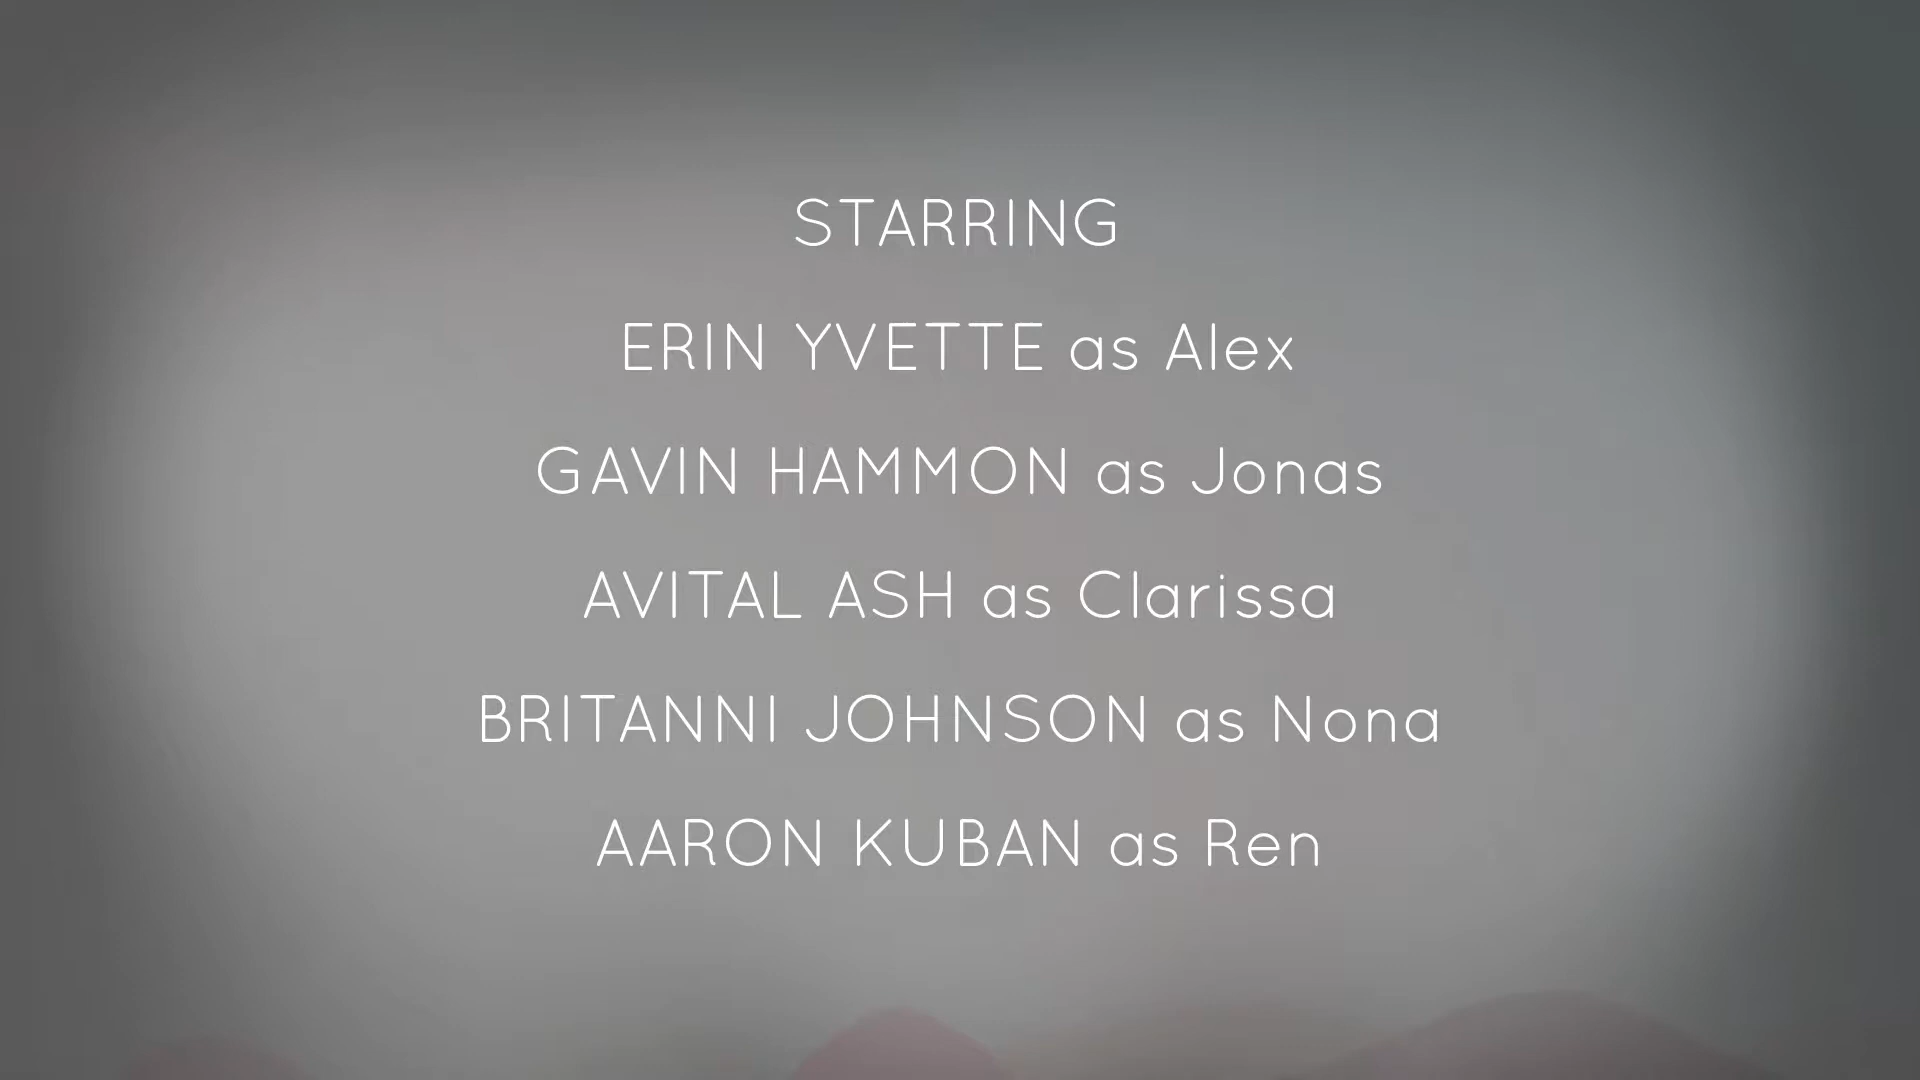 STARRING
ERIN YVETTE as Alex
GAVIN HAMMON as Jonas
AVITAL ASH as Clarissa
BRITANNI JOHNSON as Nona
AARON KUBAN as Ren